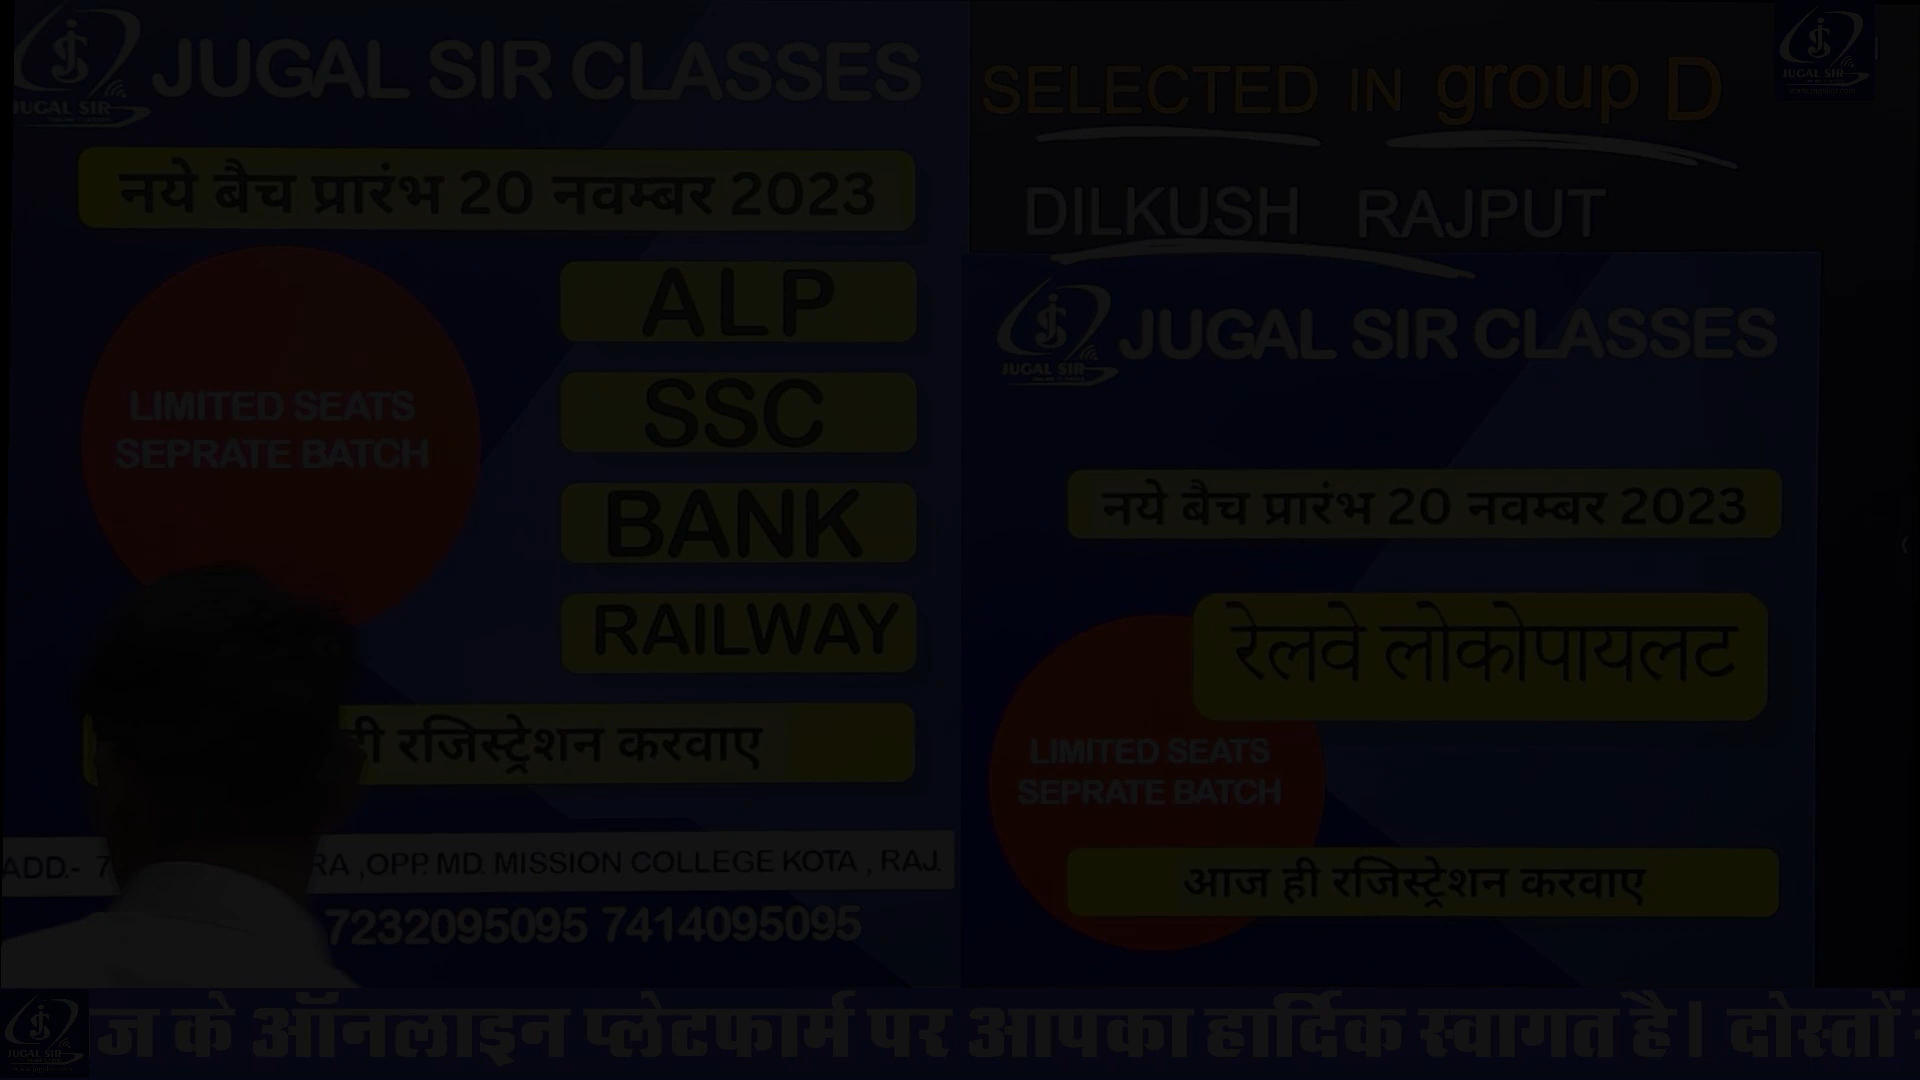 JUGAL SIR CLASSES
JUGAL SIR
नये बैच प्रारंभ 20 नवम्बर 2023
LIMITED SEATS
SEPRATE BATCH
ALP
SSC
BANK
RAILWAY
ही रजिस्ट्रेशन करवाए
ADD.- 7
RA ,OPP. MD. MISSION COLLEGE KOTA , RAJ.
7232095095 7414095095
SELECTED IN group D
DILKUSH RAJPUT
JUGAL SIR
JUGAL SIR CLASSES
JUGAL SIR
नये बैच प्रारंभ 20 नवम्बर 2023
रेलवे लोकोपायलट
LIMITED SEATS
SEPRATE BATCH
आज ही रजिस्ट्रेशन करवाए
JUGAL SIR
ज के ऑनलाइन प्लेटफार्म पर आपका हार्दिक स्वागत है। दोस्तों